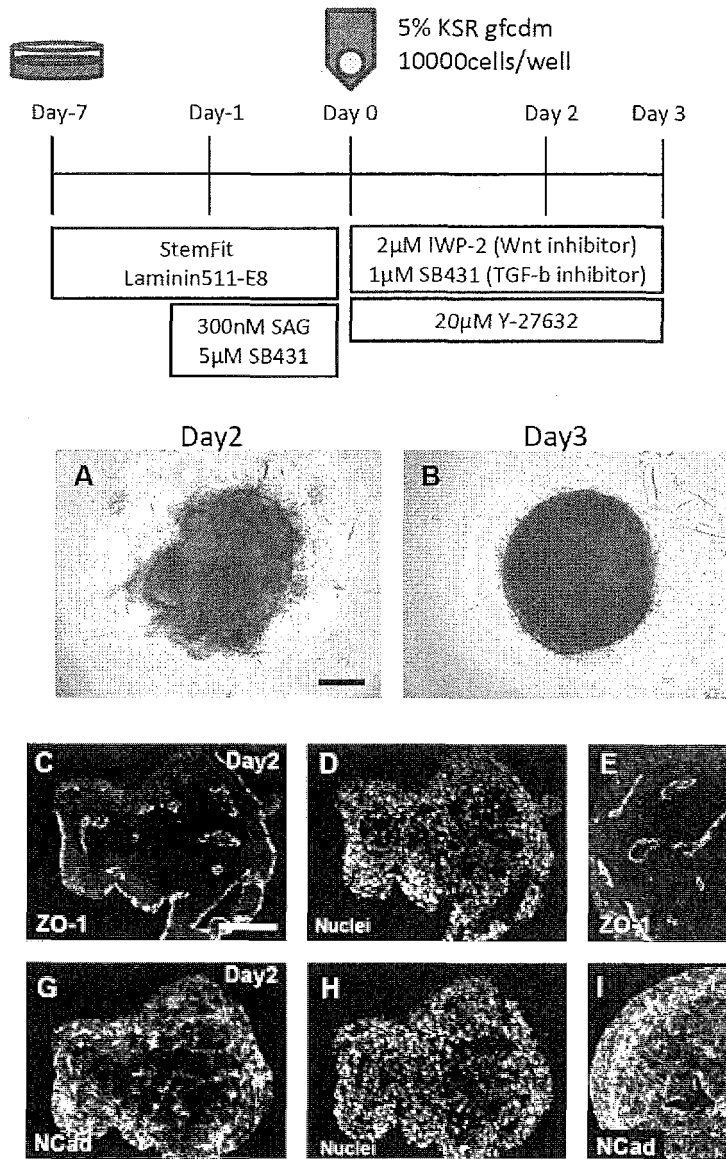 5% KSR gfcdm
10000cells/well
Day-7 Day-1 Day 0 Day 2 Day 3
StemFit
Laminin511-E8
2µM IWP-2 (Wnt inhibitor)
1µM SB431 (TGF-b inhibitor)
300nM SAG
5µM SB431
20µM Y-27632
Day2 Day3
A B
C Day2 D E
ZO-1 Nuclei ZO-1
G Day2 H I
NCad Nuclei NCad